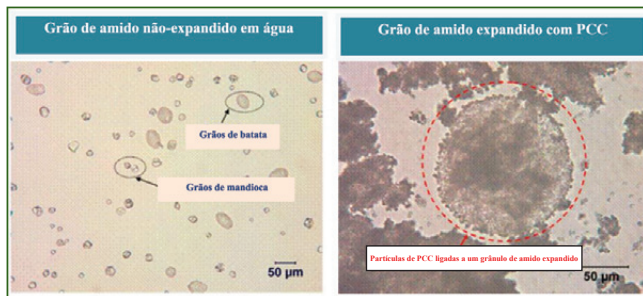 Grão de amido não-expandido em água
Grãos de batata
Grãos de mandioca
50 µm
Grão de amido expandido com PCC
Partículas de PCC ligadas a um grânulo de amido expandido
50 µm